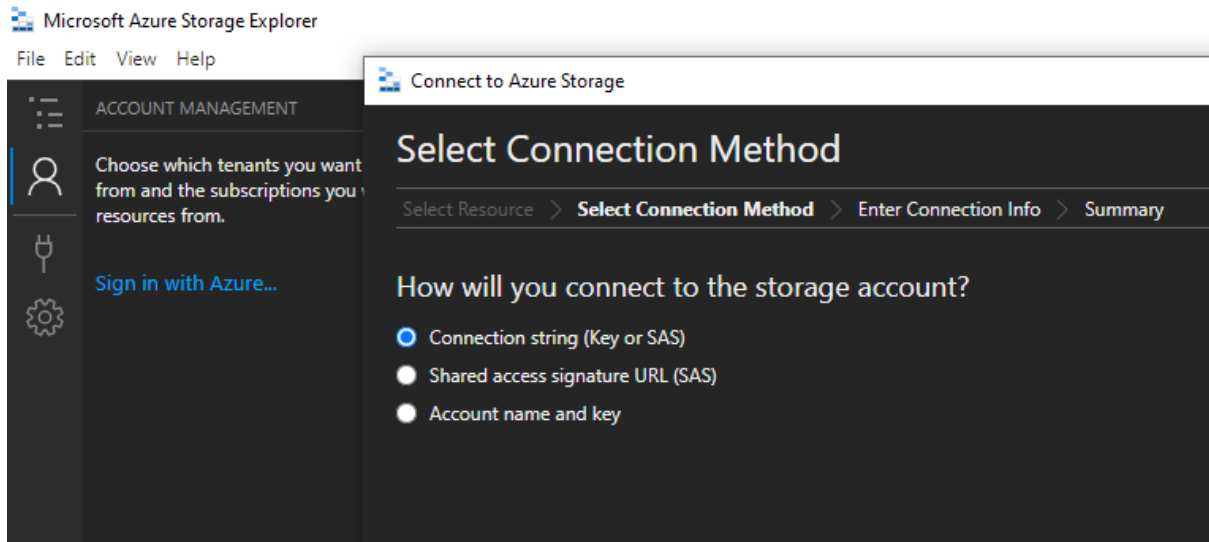 Microsoft Azure Storage Explorer
File Edit View Help
Connect to Azure Storage
ACCOUNT MANAGEMENT
Choose which tenants you want
from and the subscriptions you
resources from.
Sign in with Azure...
Select Connection Method
Select Resource > Select Connection Method > Enter Connection Info > Summary
How will you connect to the storage account?
Connection string (Key or SAS)
Shared access signature URL (SAS)
Account name and key